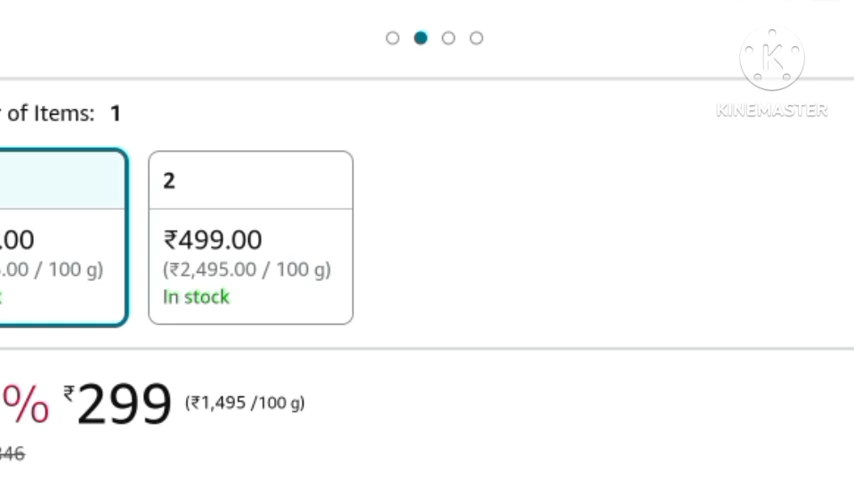 of Items: 1
2
.00
₹499.00
.00 / 100 g)
(₹2,495.00 / 100 g)
In stock
% ₹299 (₹1,495 /100 g)
346
K
KINEMASTER